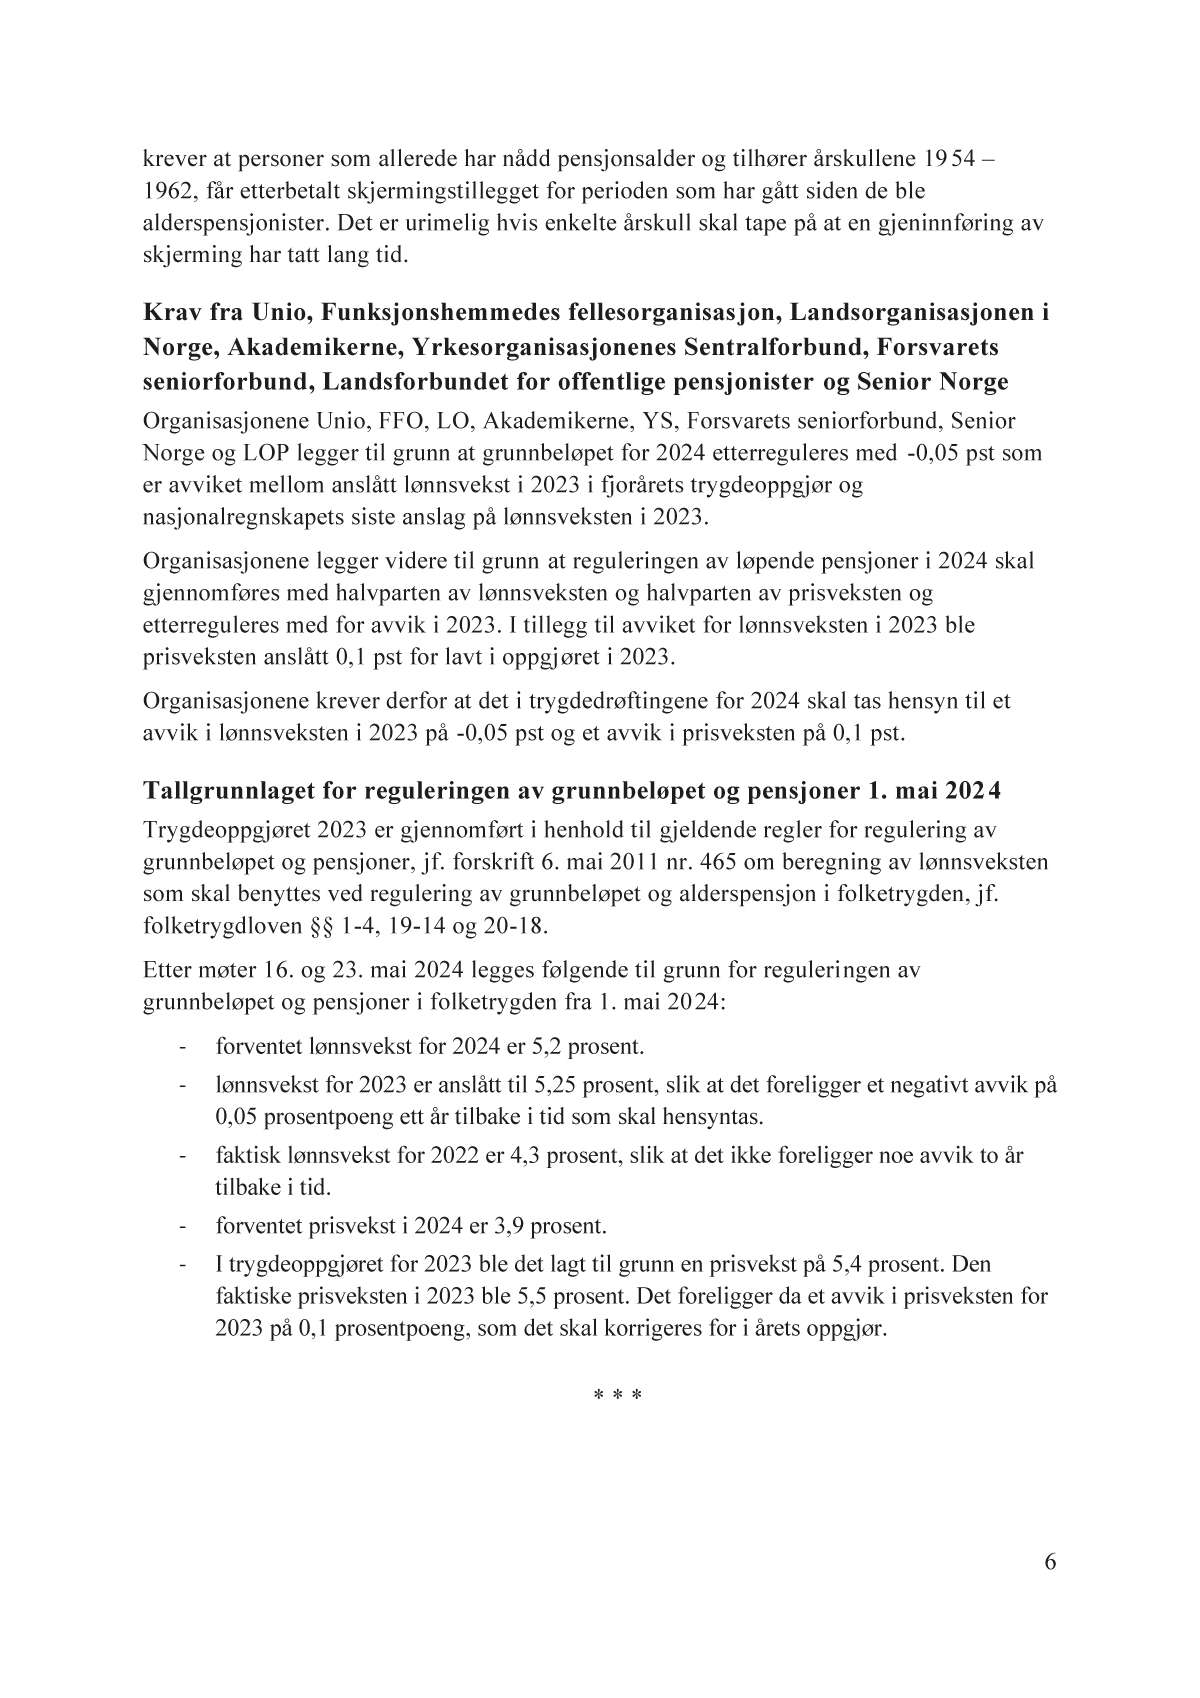 krever at personer som allerede har nådd pensjonsalder og tilhører årskullene 1954 –
1962, får etterbetalt skjermingstillegget for perioden som har gått siden de ble
alderspensjonister. Det er urimelig hvis enkelte årskull skal tape på at en gjeninnføring av
skjerming har tatt lang tid.
Krav fra Unio, Funksjonshemmedes fellesorganisasjon, Landsorganisasjonen i
Norge, Akademikerne, Yrkesorganisasjonenes Sentralforbund, Forsvarets
seniorforbund, Landsforbundet for offentlige pensjonister og Senior Norge
Organisasjonene Unio, FFO, LO, Akademikerne, YS, Forsvarets seniorforbund, Senior
Norge og LOP legger til grunn at grunnbeløpet for 2024 etterreguleres med -0,05 pst som
er avviket mellom anslått lønnsvekst i 2023 i fjorårets trygdeoppgjør og
nasjonalregnskapets siste anslag på lønnsveksten i 2023.
Organisasjonene legger videre til grunn at reguleringen av løpende pensjoner i 2024 skal
gjennomføres med halvparten av lønnsveksten og halvparten av prisveksten og
etterreguleres med for avvik i 2023. I tillegg til avviket for lønnsveksten i 2023 ble
prisveksten anslått 0,1 pst for lavt i oppgjøret i 2023.
Organisasjonene krever derfor at det i trygdedrøftingene for 2024 skal tas hensyn til et
avvik i lønnsveksten i 2023 på -0,05 pst og et avvik i prisveksten på 0,1 pst.
Tallgrunnlaget for reguleringen av grunnbeløpet og pensjoner 1. mai 2024
Trygdeoppgjøret 2023 er gjennomført i henhold til gjeldende regler for regulering av
grunnbeløpet og pensjoner, jf. forskrift 6. mai 2011 nr. 465 om beregning av lønnsveksten
som skal benyttes ved regulering av grunnbeløpet og alderspensjon i folketrygden, jf.
folketrygdloven §§ 1-4, 19-14 og 20-18.
Etter møter 16. og 23. mai 2024 legges følgende til grunn for reguleringen av
grunnbeløpet og pensjoner i folketrygden fra 1. mai 2024:
- forventet lønnsvekst for 2024 er 5,2 prosent.
- lønnsvekst for 2023 er anslått til 5,25 prosent, slik at det foreligger et negativt avvik på
0,05 prosentpoeng ett år tilbake i tid som skal hensyntas.
- faktisk lønnsvekst for 2022 er 4,3 prosent, slik at det ikke foreligger noe avvik to år
tilbake i tid.
- forventet prisvekst i 2024 er 3,9 prosent.
- I trygdeoppgjøret for 2023 ble det lagt til grunn en prisvekst på 5,4 prosent. Den
faktiske prisveksten i 2023 ble 5,5 prosent. Det foreligger da et avvik i prisveksten for
2023 på 0,1 prosentpoeng, som det skal korrigeres for i årets oppgjør.
* * *
6